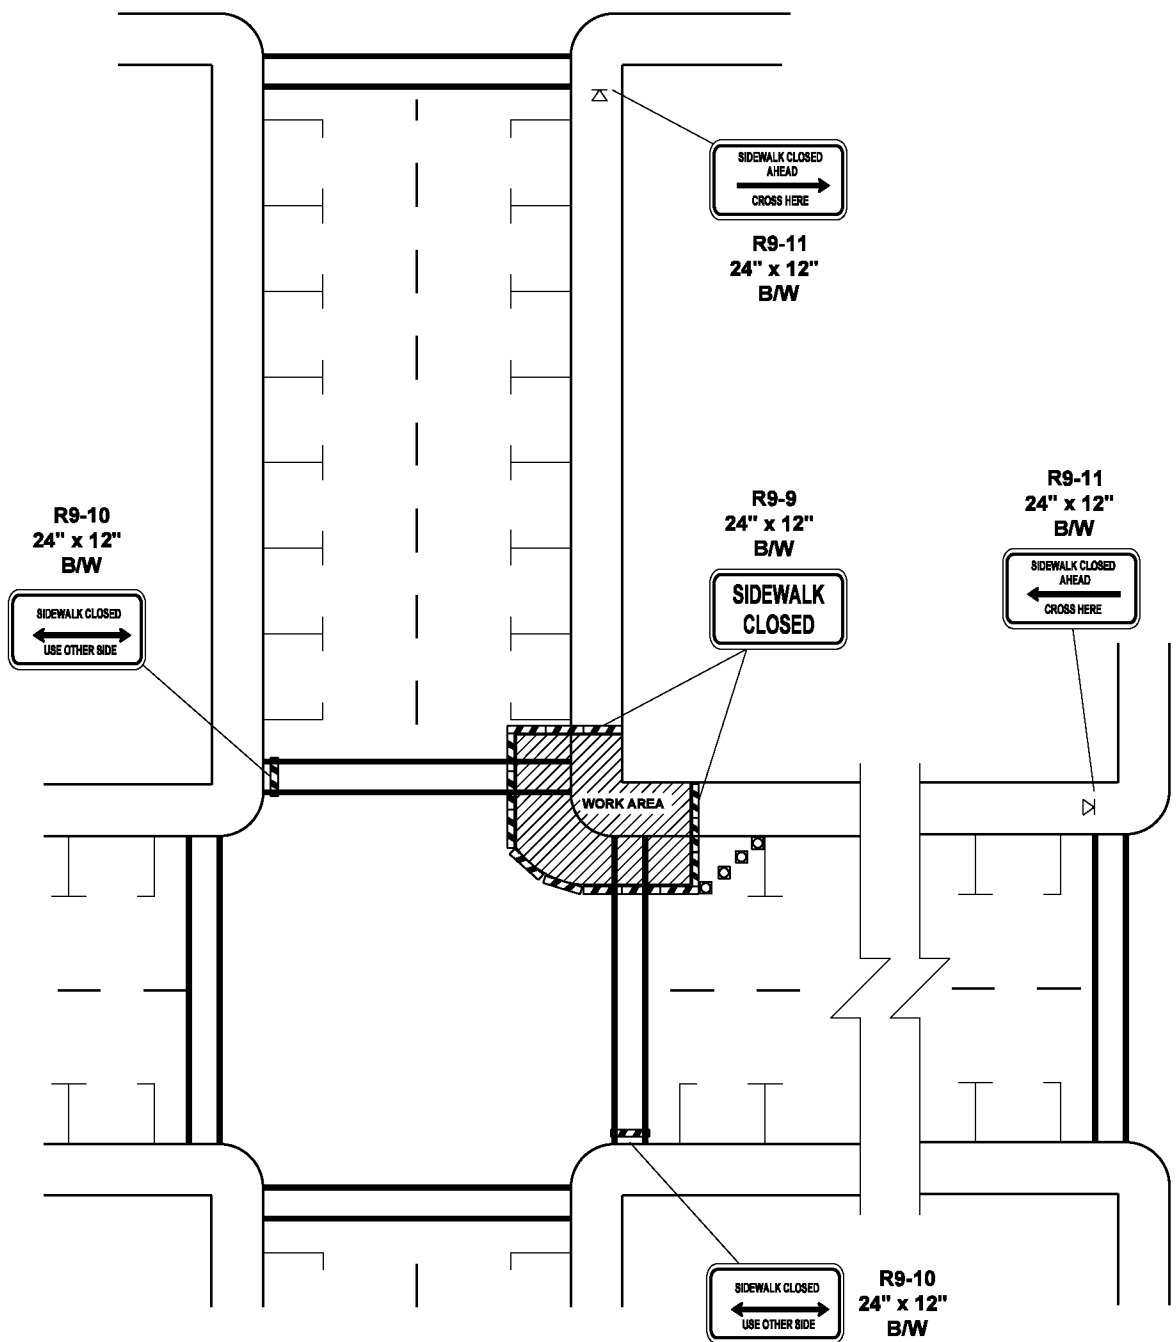 SIDEWALK CLOSED
AHEAD
CROSS HERE
R9-11
24" x 12"
B/W
R9-10
24" x 12"
B/W
SIDEWALK CLOSED
USE OTHER SIDE
R9-9
24" x 12"
B/W
SIDEWALK
CLOSED
R9-11
24" x 12"
B/W
SIDEWALK CLOSED
AHEAD
CROSS HERE
WORK AREA
SIDEWALK CLOSED
USE OTHER SIDE
R9-10
24" x 12"
B/W